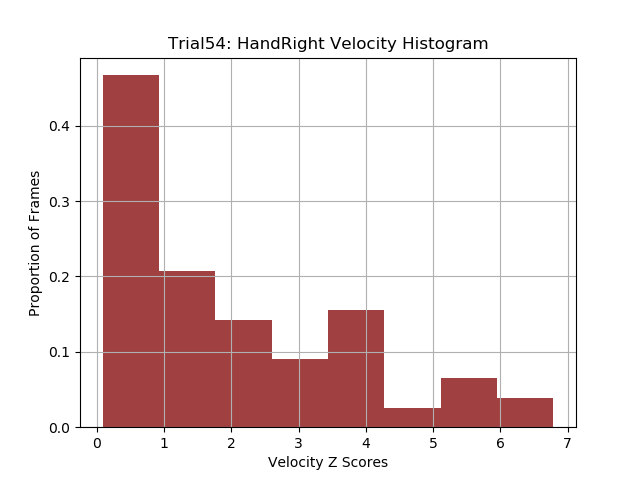 Trial54: HandRight Velocity Histogram
Proportion of Frames
0.4
0.3
0.2
0.1
0.0
0 1 2 3 4 5 6 7
Velocity Z Scores